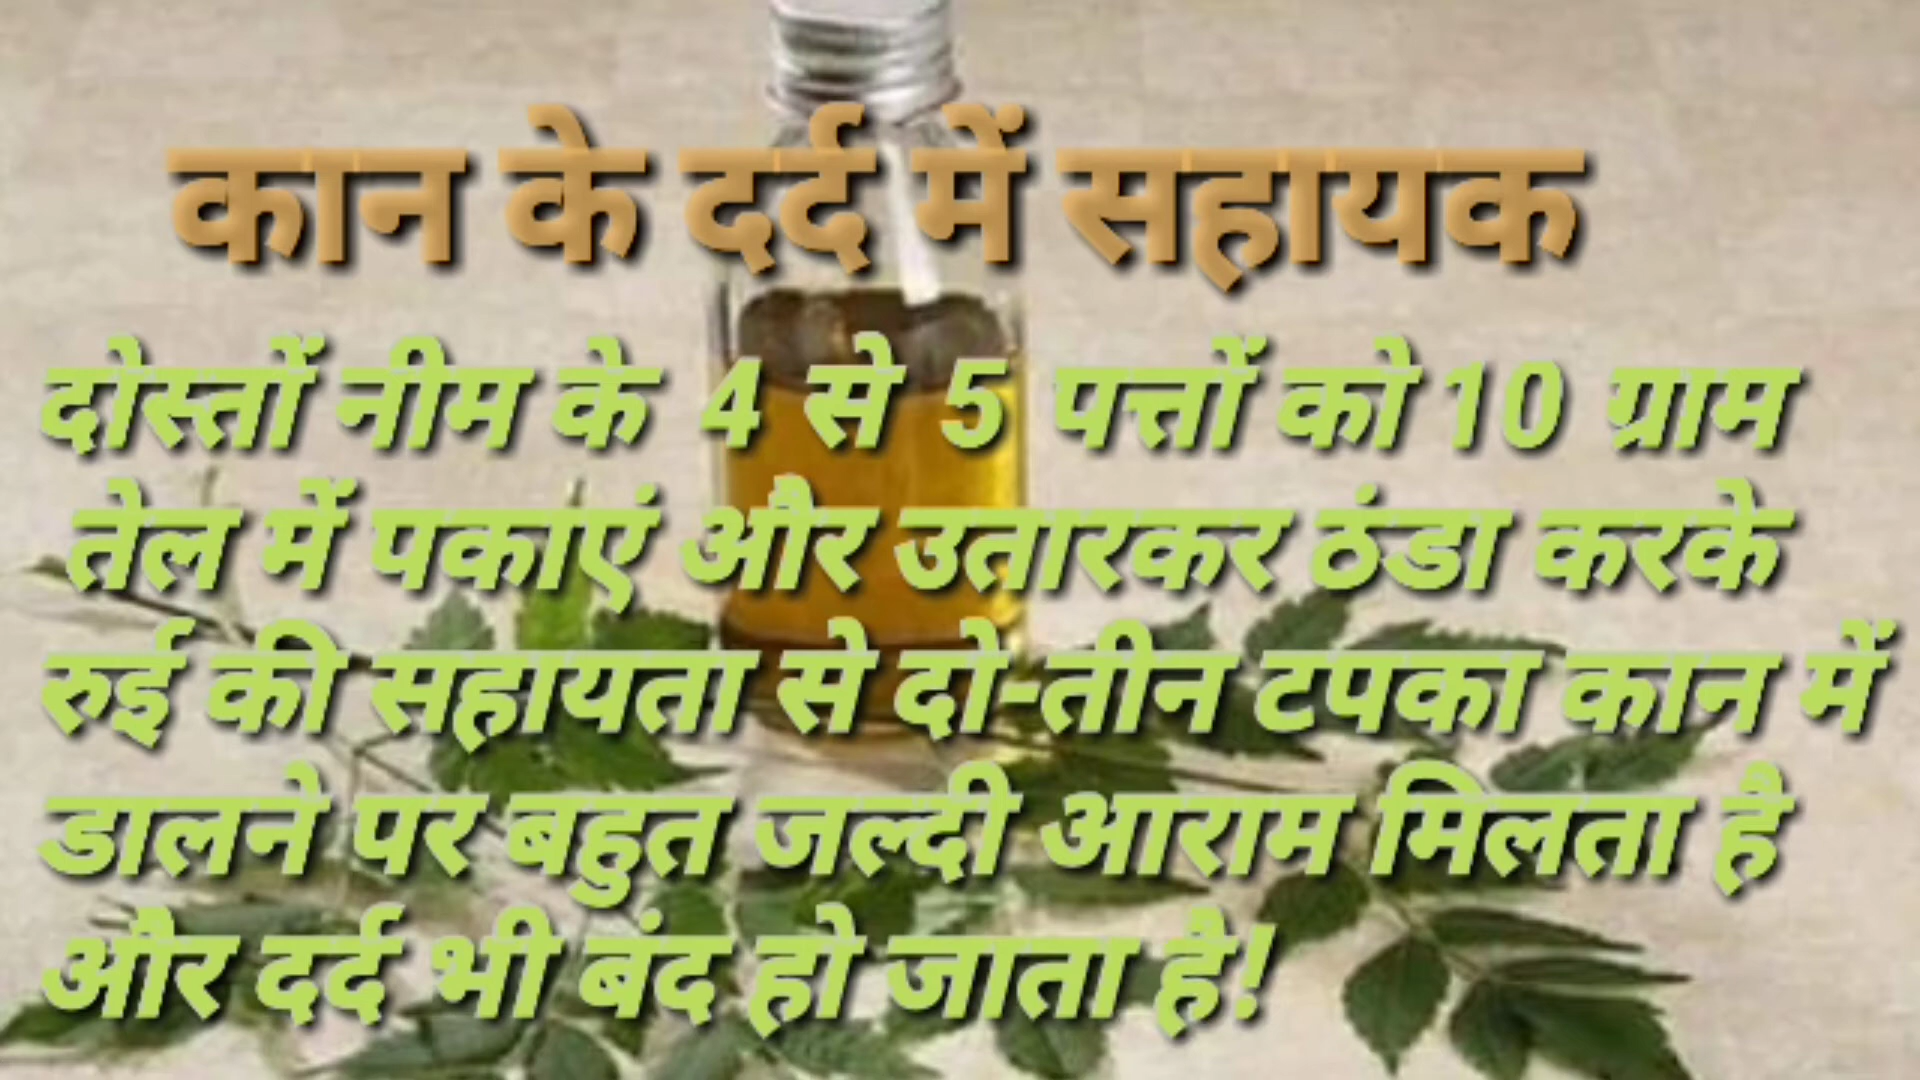 कान के दर्द में सहायक
दोस्तों नीम के 4 से 5 पत्तों को 10 ग्राम
तेल में पकाएं और उतारकर ठंडा करके
रुई की सहायता से दो-तीन टपका कान में
डालने पर बहुत जल्दी आराम मिलता है
और दर्द भी बंद हो जाता है!